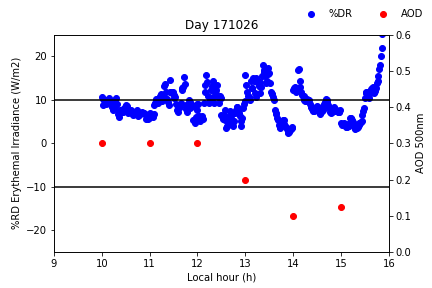 %DR AOD
Day 171026
%RD Erythermal Irradiance (W/m2)
20
10
0
−10
−20
0.6
0.5
0.4
0.3
0.2
0.1
0.0
AOD 500nm
9 10 11 12 13 14 15 16
Local hour (h)